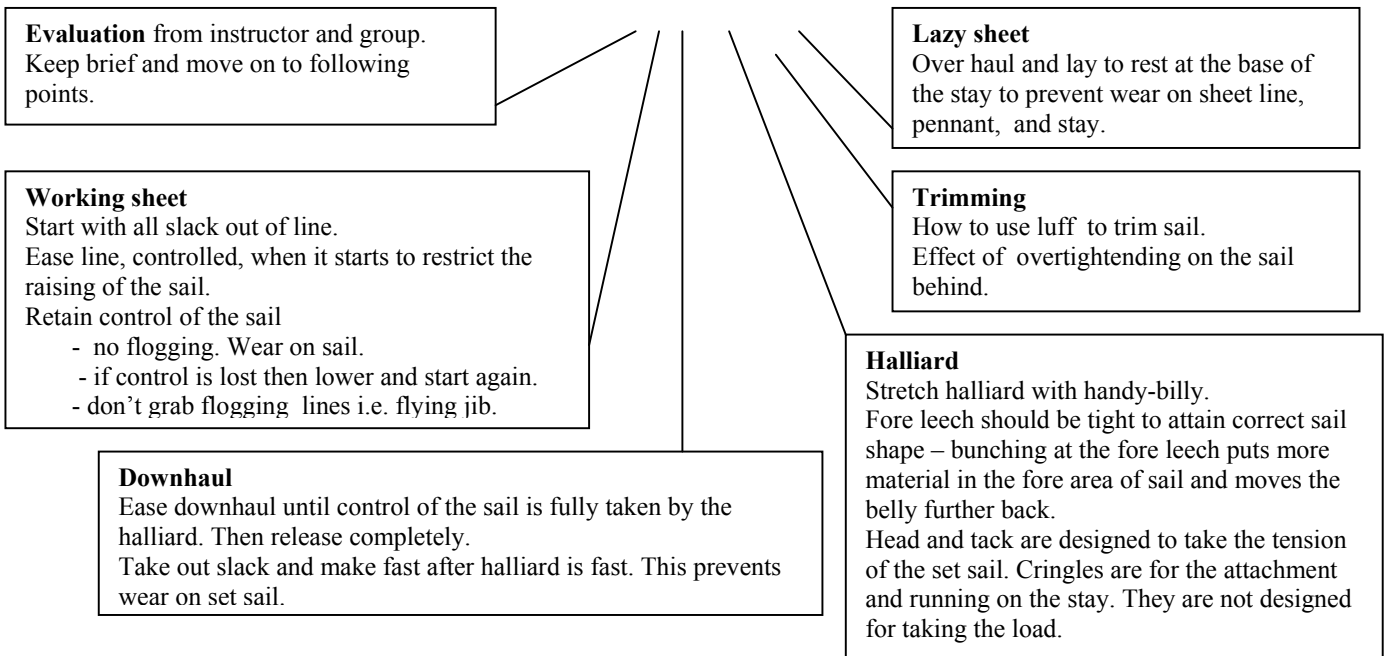 Evaluation from instructor and group.
Keep brief and move on to following
points.
Working sheet
Start with all slack out of line.
Ease line, controlled, when it starts to restrict the
raising of the sail.
Retain control of the sail
- no flogging. Wear on sail.
- if control is lost then lower and start again.
- don’t grab flogging lines i.e. flying jib.
Downhaul
Ease downhaul until control of the sail is fully taken by the
halliard. Then release completely.
Take out slack and make fast after halliard is fast. This prevents
wear on set sail.
Lazy sheet
Over haul and lay to rest at the base of
the stay to prevent wear on sheet line,
pennant, and stay.
Trimming
How to use luff to trim sail.
Effect of overtightending on the sail
behind.
Halliard
Stretch halliard with handy-billy.
Fore leech should be tight to attain correct sail
shape – bunching at the fore leech puts more
material in the fore area of sail and moves the
belly further back.
Head and tack are designed to take the tension
of the set sail. Cringles are for the attachment
and running on the stay. They are not designed
for taking the load.